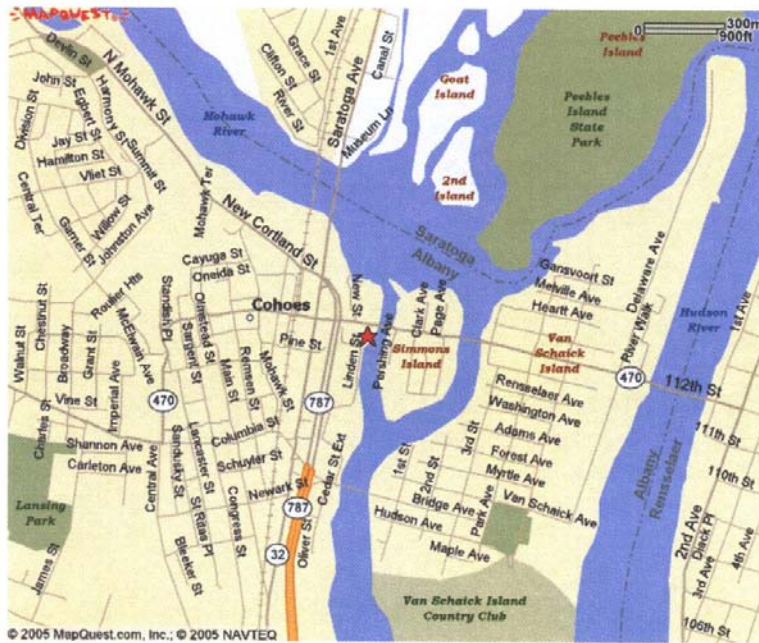 MAPQUEST
300m
900ft
Devlin St
N Mohawk St
Grace St
Clifton St
River St
1st Ave
Saratoga Ave
Canal St
Museum Ln
Goat
Island
2nd
Island
Peebles
Island
Peebles
Island
State
Park
Mohawk
River
John St
Egbert St
Harmony St
Summit St
Division St
Jay St
Hamilton St
Vliet St
Central Ter
Garner St
Willow St
Johnston Ave
Mohawk Ter
New Cortland St
Saratoga
Albany
Gansvoort St
Melville Ave
Heartt Ave
Delaware Ave
River Walk
Hudson
River
1st Ave
Cayuga St
Oneida St
Cohoes
New St
Linden St
Pershing Ave
Clark Ave
Page Ave
Simmons
Island
Van
Schaick
Island
470
112th St
Roulier Hts
McElwain Ave
Standish Pl
Olmstead St
Sargent St
Main St
Remsen St
Mohawk St
Pine St
787
Walnut St
Chestnut St
Broadway
Grant St
Imperial Ave
Vine St
470
Charles St
Shannon Ave
Carleton Ave
Central Ave
Sandusky St
Lancaster St
St Ritas Pl
Columbia St
Schuyler St
Newark St
Congress St
Cedar St Ext
Rensselaer Ave
Washington Ave
Adams Ave
Forest Ave
Myrtle Ave
Van Schaick Ave
1st St
2nd St
3rd St
Bridge Ave
Hudson Ave
Park Ave
Maple Ave
111th St
110th St
Albany
Rensselaer
2nd Ave
Diack Pl
3rd Ave
4th Ave
106th St
Lansing
Park
James St
Bleeker St
787
32
Oliver St
Van Schaick Island
Country Club
© 2005 MapQuest.com, Inc.; © 2005 NAVTEQ